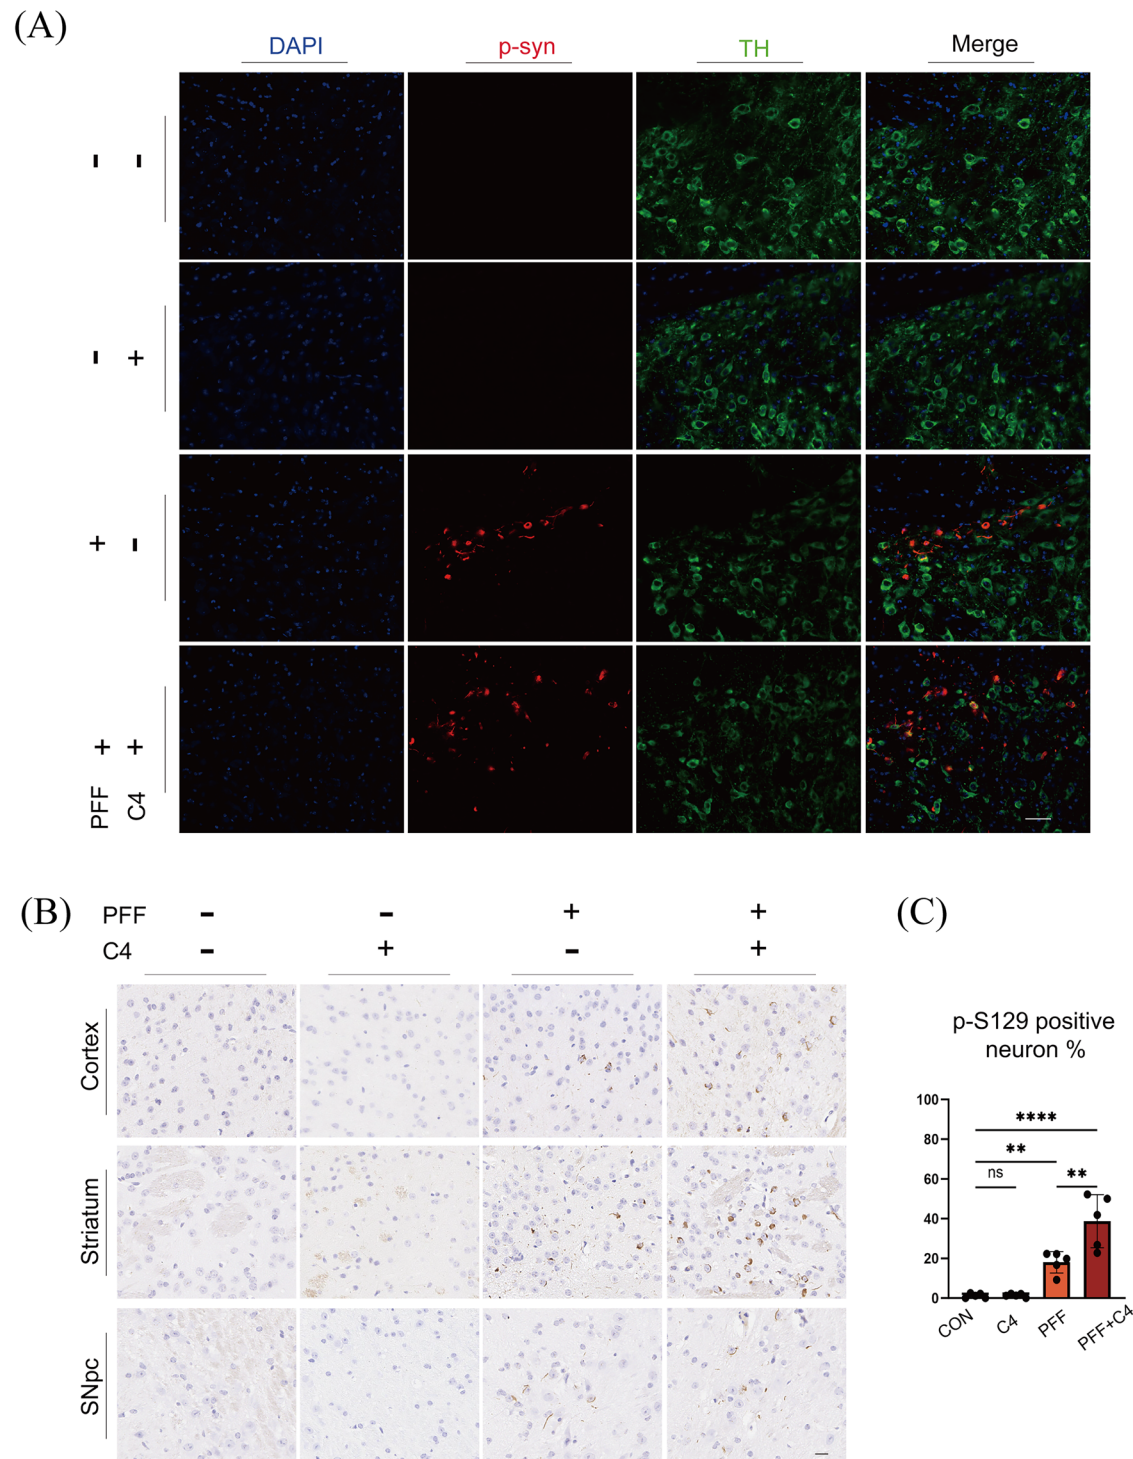 (A)
DAPI p-syn TH Merge
- -
- +
+ -
+ +
PFF C4
(B)
PFF - - + +
C4 - + - +
Cortex
Striatum
SNpc
(C)
p-S129 positive
neuron %
100
80
60
40
20
0
****
**
ns
**
CON C4 PFF PFF+C4